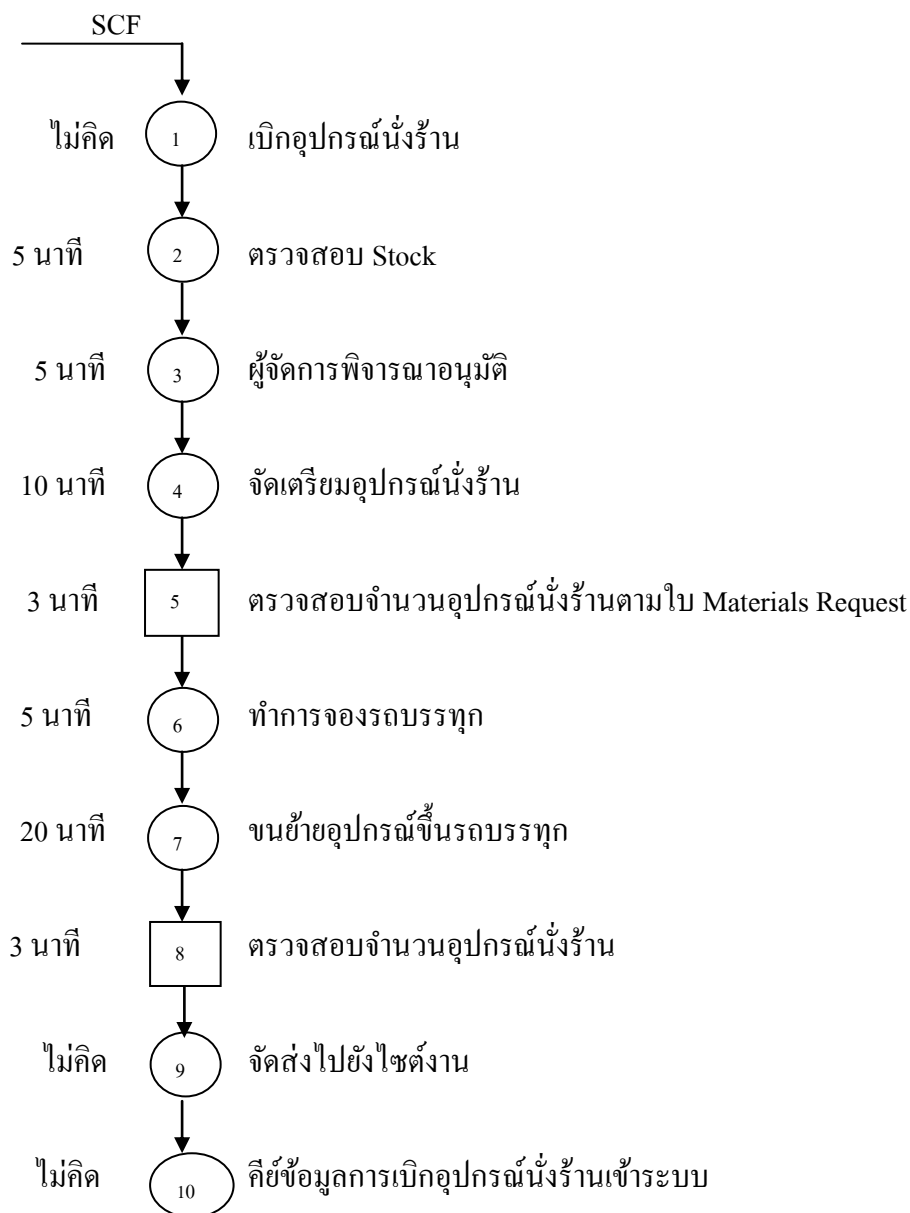 SCF
ไม่คิด 1 เบิกอุปกรณ์นั่งร้าน
5 นาที 2 ตรวจสอบ Stock
5 นาที 3 ผู้จัดการพิจารณาอนุมัติ
10 นาที 4 จัดเตรียมอุปกรณ์นั่งร้าน
3 นาที 5 ตรวจสอบจำนวนอุปกรณ์นั่งร้านตามใบ Materials Request
5 นาที 6 ทำการจองรถบรรทุก
20 นาที 7 ขนย้ายอุปกรณ์ขึ้นรถบรรทุก
3 นาที 8 ตรวจสอบจำนวนอุปกรณ์นั่งร้าน
ไม่คิด 9 จัดส่งไปยังไซต์งาน
ไม่คิด 10 คีย์ข้อมูลการเบิกอุปกรณ์นั่งร้านเข้าระบบ